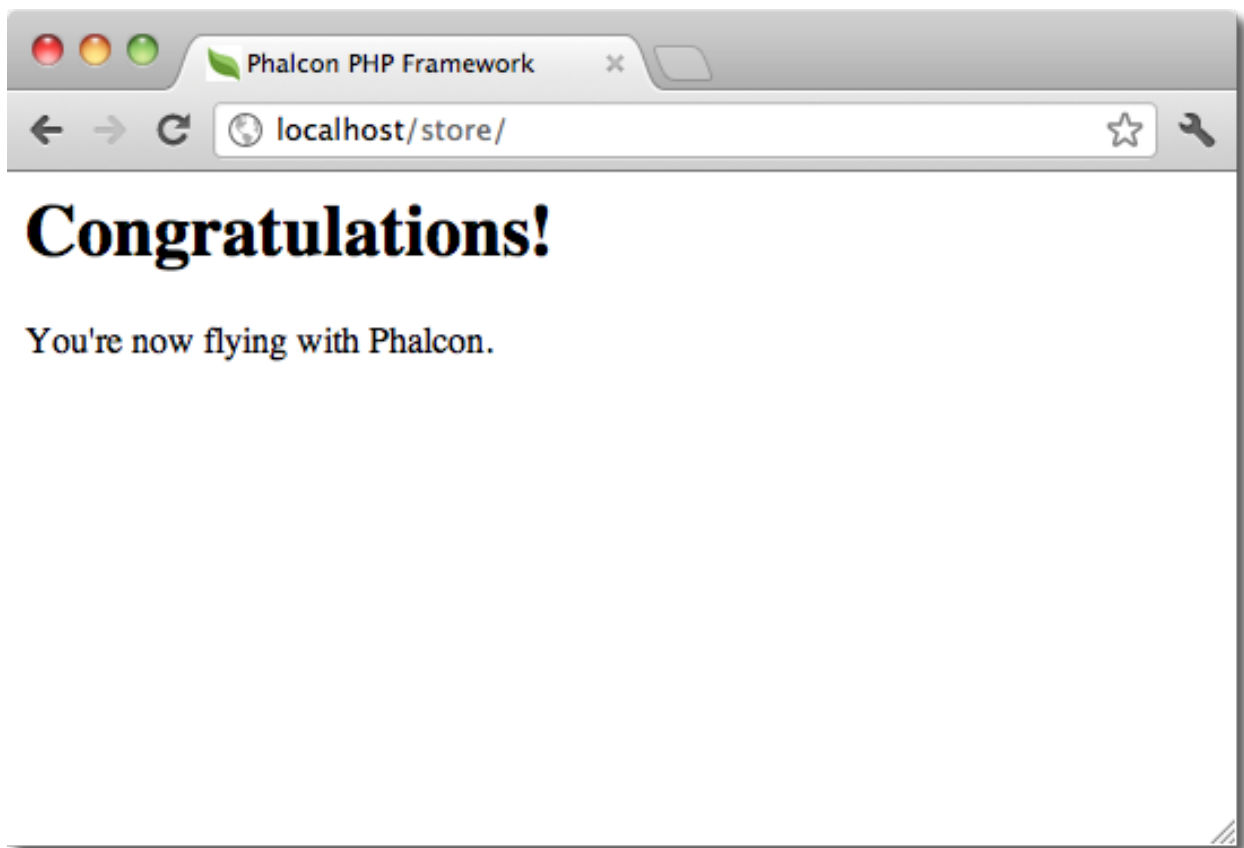 Phalcon PHP Framework
localhost/store/
Congratulations!
You're now flying with Phalcon.